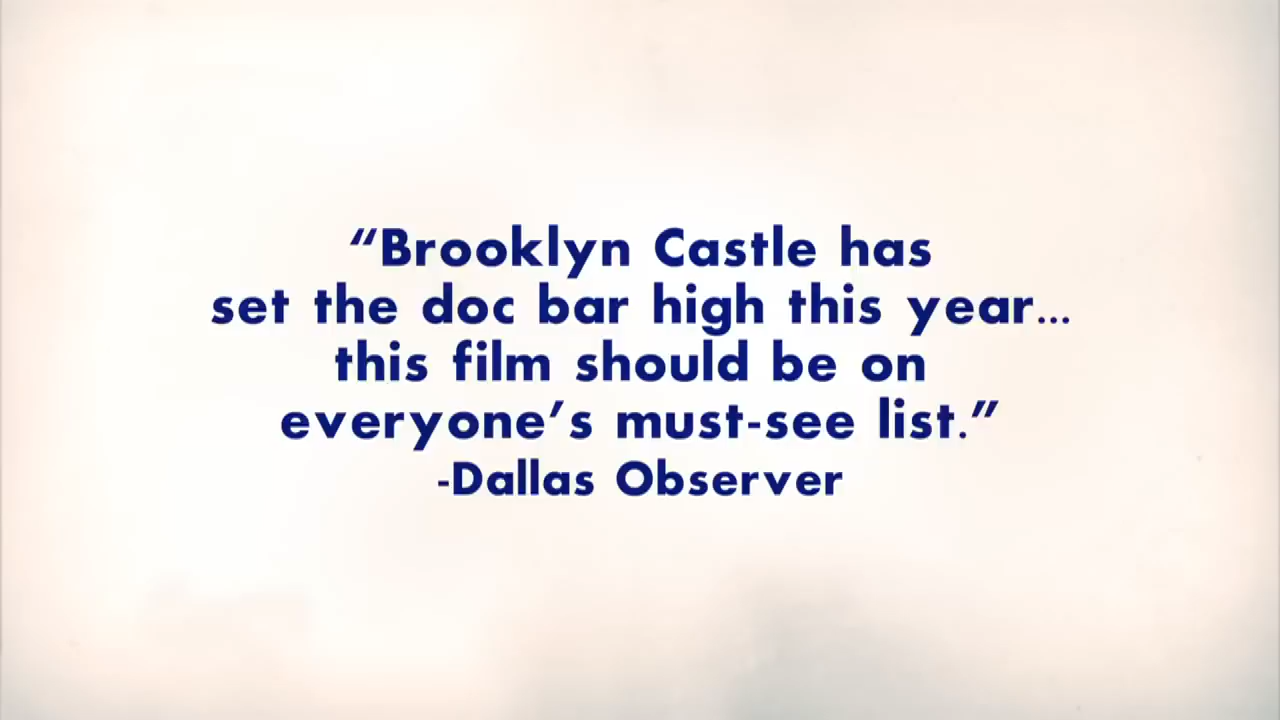 “Brooklyn Castle has
set the doc bar high this year...
this film should be on
everyone’s must-see list.”
-Dallas Observer